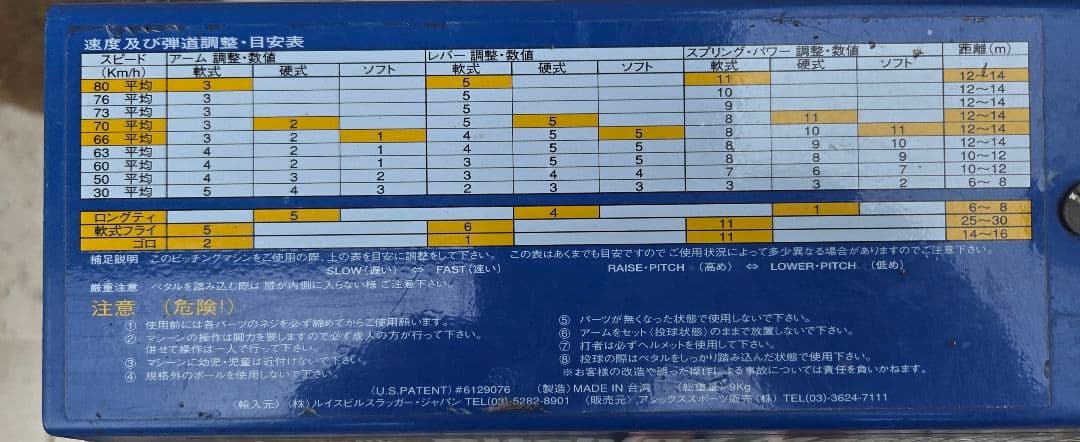 速度及び弾道調整・目安表
スピード アーム 調整・数値 レバー 調整・数値 スプリング・パワー 調整・数値 距離(m)
(Km/h) 軟式 硬式 ソフト 軟式 硬式 ソフト 軟式 硬式 ソフト
80 平均 3 5 11 12〜14
76 平均 3 5 10 12〜14
73 平均 3 5 9 12〜14
70 平均 3 2 5 5 8 11 12〜14
66 平均 3 2 1 4 5 5 8 10 11 12〜14
63 平均 4 2 1 4 5 5 8 9 10 12〜14
60 平均 4 2 1 3 5 5 8 8 9 10〜12
50 平均 4 3 2 3 4 4 7 6 7 10〜12
30 平均 5 4 3 2 3 3 3 3 2 6〜 8
ロングティ 5 4 1 6〜 8
軟式フライ 5 6 11 25〜30
ゴロ 2 1 11 14〜16
補足説明 このピッチングマシンをご使用の際、上の表を目安に調整をして下さい。 この表はあくまでも目安ですので ご使用状況によって多少異なる場合がありますのでご注意下さい。
SLOW(遅い) ⇔ FAST(速い) RAISE・PITCH (高め) ⇔ LOWER・PITCH (低め)
厳重注意 ペタルを踏み込む際は 膝が内側に入らない様 ご注意下さい。
注意 (危険!)
① 使用前には各パーツのネジを必ず締めてからご使用願います。
② マシーンの操作は脚力を要しますので必ず成人の方が行って下さい。
併せて操作は一人で行って下さい。
③ マシーンに幼児・児童は近付けないで下さい。
④ 規格外のボールを使用しないで下さい。
⑤ パーツが無くなった状態で使用しないで下さい。
⑥ アームをセット(投球状態)のままで放置しないで下さい。
⑦ 打者は必ずヘルメットを使用して下さい。
⑧ 投球の際はペタルをしっかり踏み込んだ状態で使用下さい。
※お客様の改造や誤った操作による事故については責任を負いかねます。
(U.S.PATENT) #6129076 (製造)MADE IN 台湾 (総重量)9Kg
(輸入元) (株)ルイスビルスラッガー・ジャパン TEL(03)-5282-8901 (販売元) アシックススポーツ販売(株) TEL(03)-3624-7111